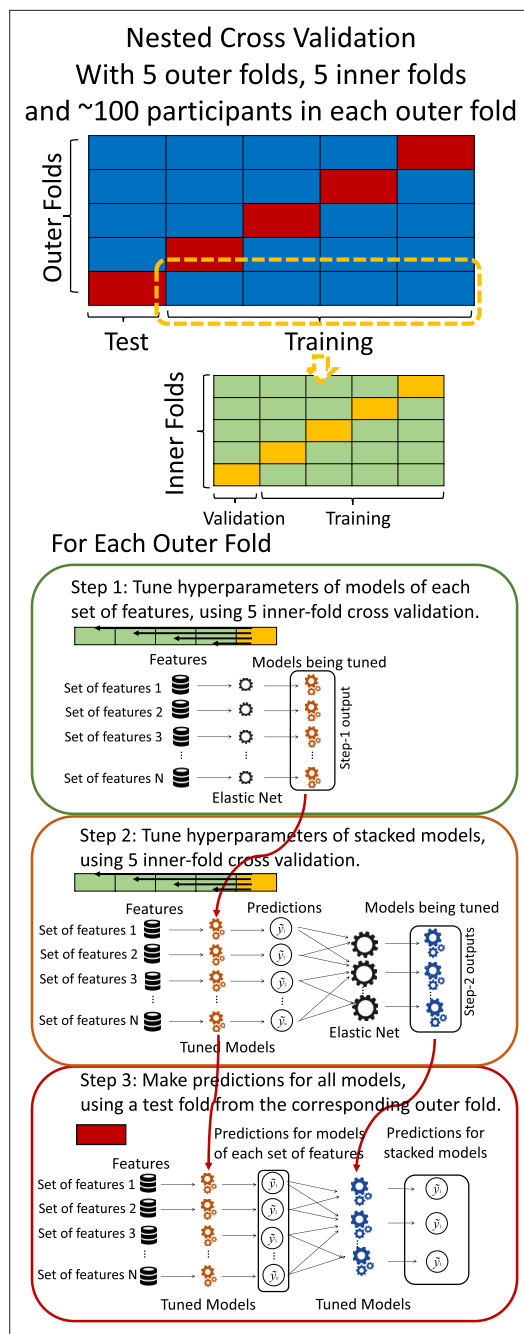 Nested Cross Validation
With 5 outer folds, 5 inner folds
and ~100 participants in each outer fold
Outer Folds
Test
Training
Inner Folds
Validation
Training
For Each Outer Fold
Step 1: Tune hyperparameters of models of each
set of features, using 5 inner-fold cross validation.
Features
Models being tuned
Set of features 1
Set of features 2
Set of features 3
Set of features N
Elastic Net
Step-1 output
Step 2: Tune hyperparameters of stacked models,
using 5 inner-fold cross validation.
Features
Predictions
Models being tuned
Set of features 1
Set of features 2
Set of features 3
Set of features N
Tuned Models
Elastic Net
Step-2 outputs
Step 3: Make predictions for all models,
using a test fold from the corresponding outer fold.
Features
Predictions for models
of each set of features
Predictions for
stacked models
Set of features 1
Set of features 2
Set of features 3
Set of features N
Tuned Models
Tuned Models